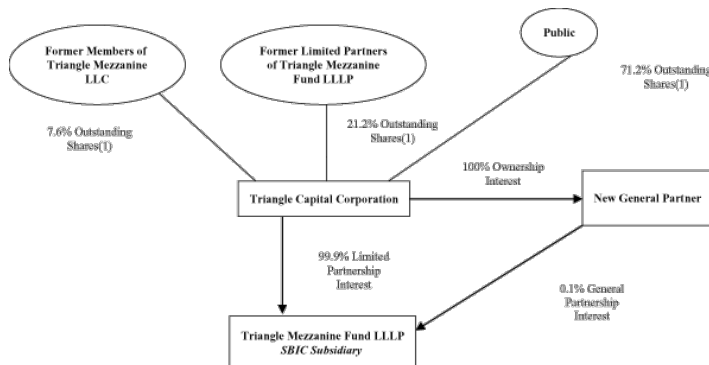 Former Members of
Triangle Mezzanine
LLC
Former Limited Partners
of Triangle Mezzanine
Fund LLLP
Public
7.6% Outstanding
Shares(1)
21.2% Outstanding
Shares(1)
71.2% Outstanding
Shares(1)
Triangle Capital Corporation
100% Ownership
Interest
New General Partner
99.9% Limited
Partnership
Interest
0.1% General
Partnership
Interest
Triangle Mezzanine Fund LLLP
SBIC Subsidiary